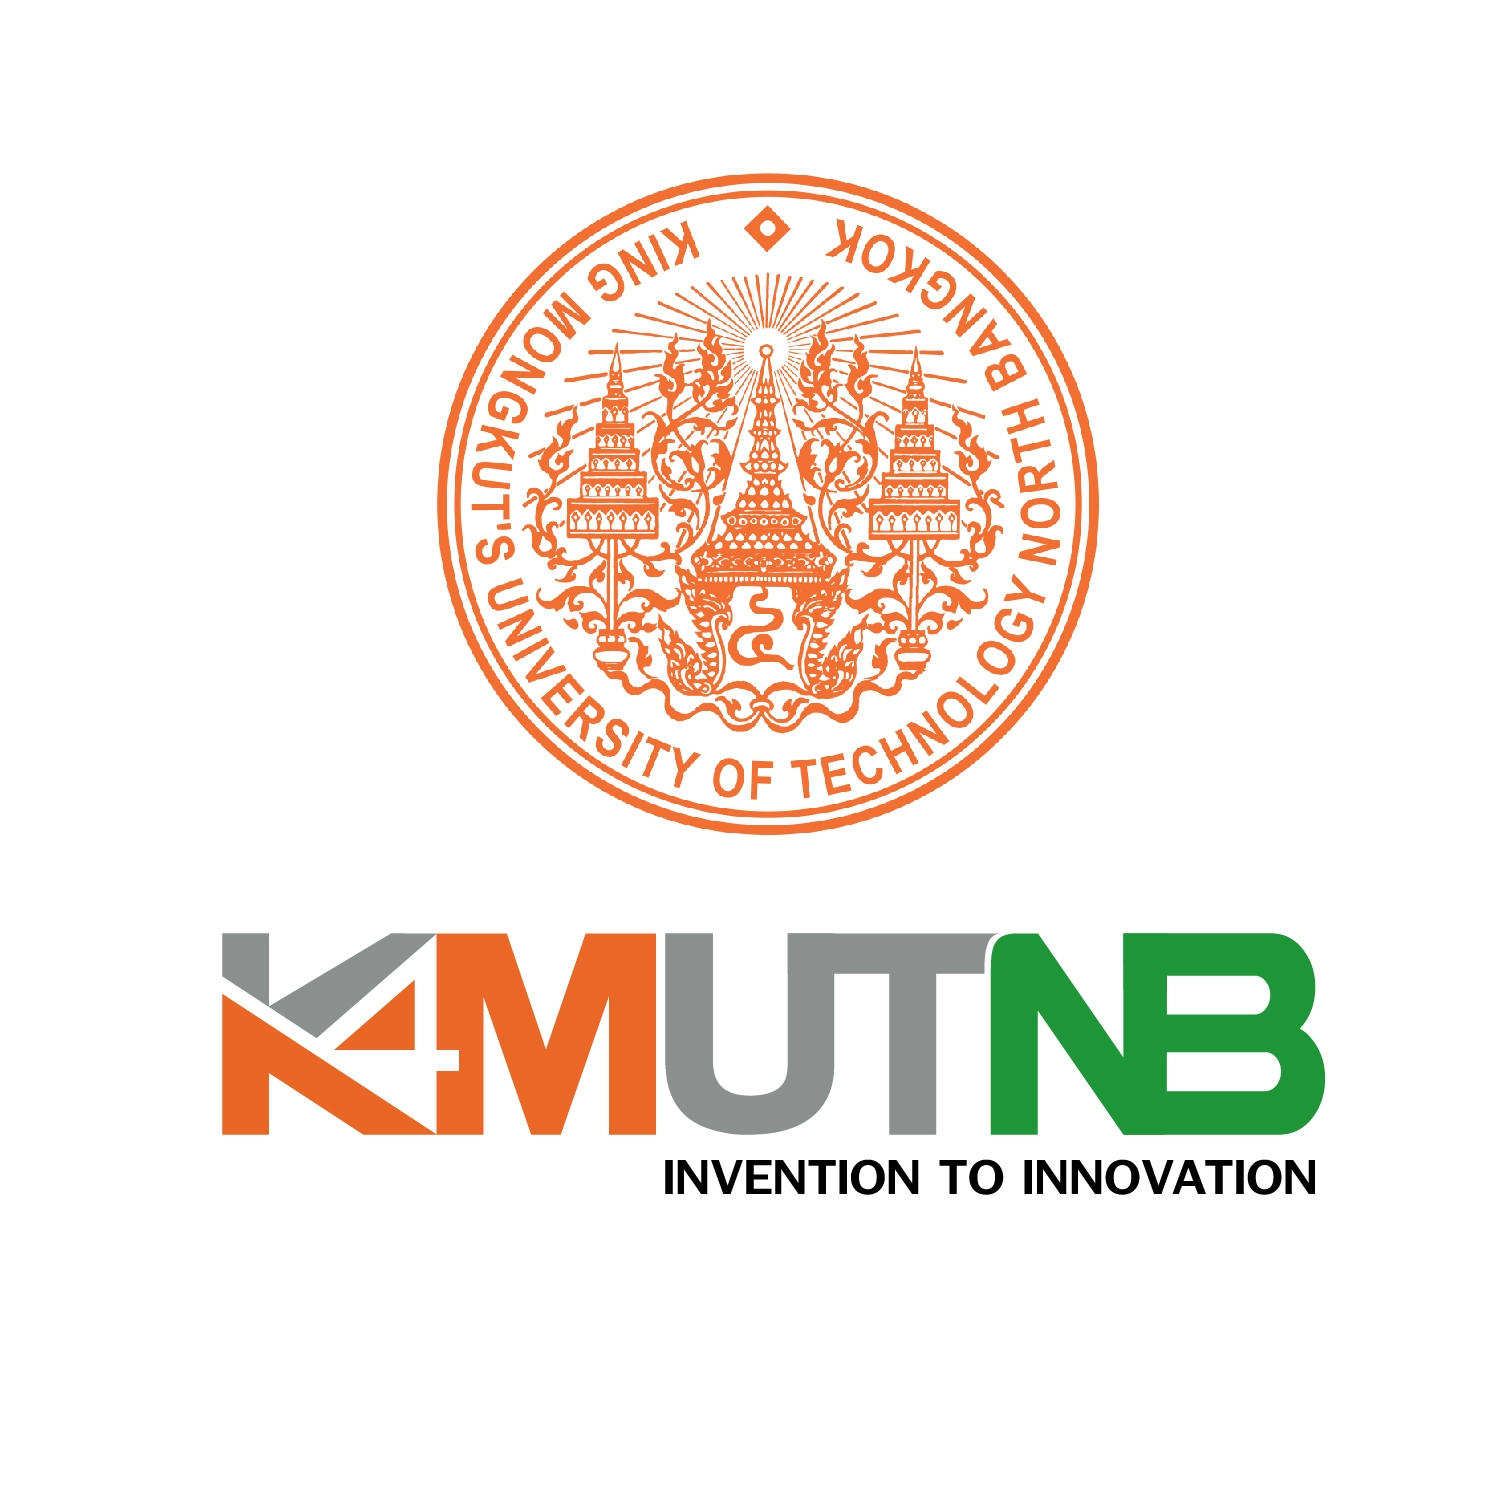 KING MONGKUT'S UNIVERSITY OF TECHNOLOGY NORTH BANGKOK
KMUTNB
INVENTION TO INNOVATION